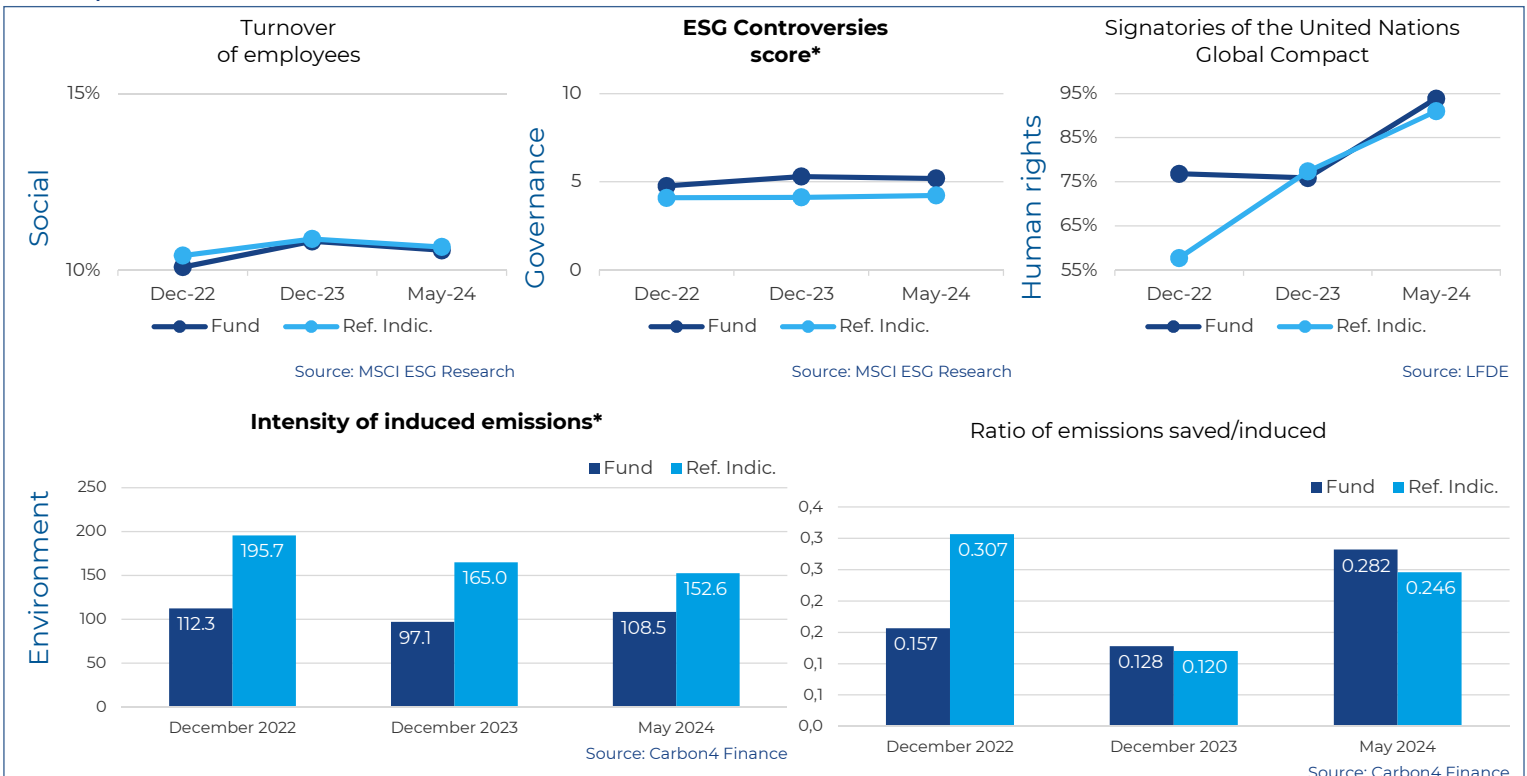 Turnover
of employees
15%
10%
Social
Dec-22 Dec-23 May-24
Fund Ref. Indic.
Source: MSCI ESG Research
ESG Controversies
score*
10
5
0
Governance
Dec-22 Dec-23 May-24
Fund Ref. Indic.
Source: MSCI ESG Research
Signatories of the United Nations
Global Compact
95%
85%
75%
65%
55%
Human rights
Dec-22 Dec-23 May-24
Fund Ref. Indic.
Source: LFDE
Environment
Intensity of induced emissions*
Fund Ref. Indic.
250
200
150
100
50
0
112.3
195.7
97.1
165.0
108.5
152.6
December 2022 December 2023 May 2024
Source: Carbon4 Finance
Ratio of emissions saved/induced
Fund Ref. Indic.
0,4
0,3
0,3
0,2
0,2
0,1
0,1
0,0
0.157
0.307
0.128
0.120
0.282
0.246
December 2022 December 2023 May 2024
Source: Carbon4 Finance